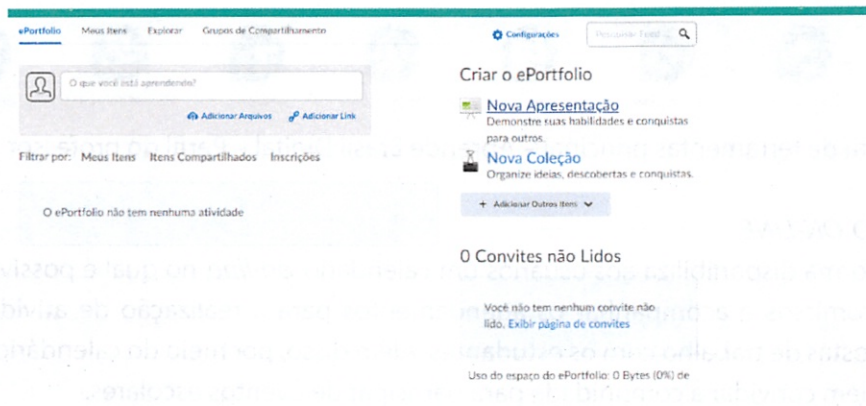 ePortfolio Meus Itens Explorar Grupos de Compartilhamento
Configurações
O que você está aprendendo?
Adicionar Arquivos Adicionar Link
Filtrar por: Meus Itens Itens Compartilhados Inscrições
O ePortfolio não tem nenhuma atividade
Criar o ePortfolio
Nova Apresentação
Demonstre suas habilidades e conquistas
para outros.
Nova Coleção
Organize ideias, descobertas e conquistas.
+ Adicionar Outros Itens
0 Convites não Lidos
Você não tem nenhum convite não
lido. Exibir página de convites
Uso do espaço do ePortfolio: 0 Bytes (0%) de